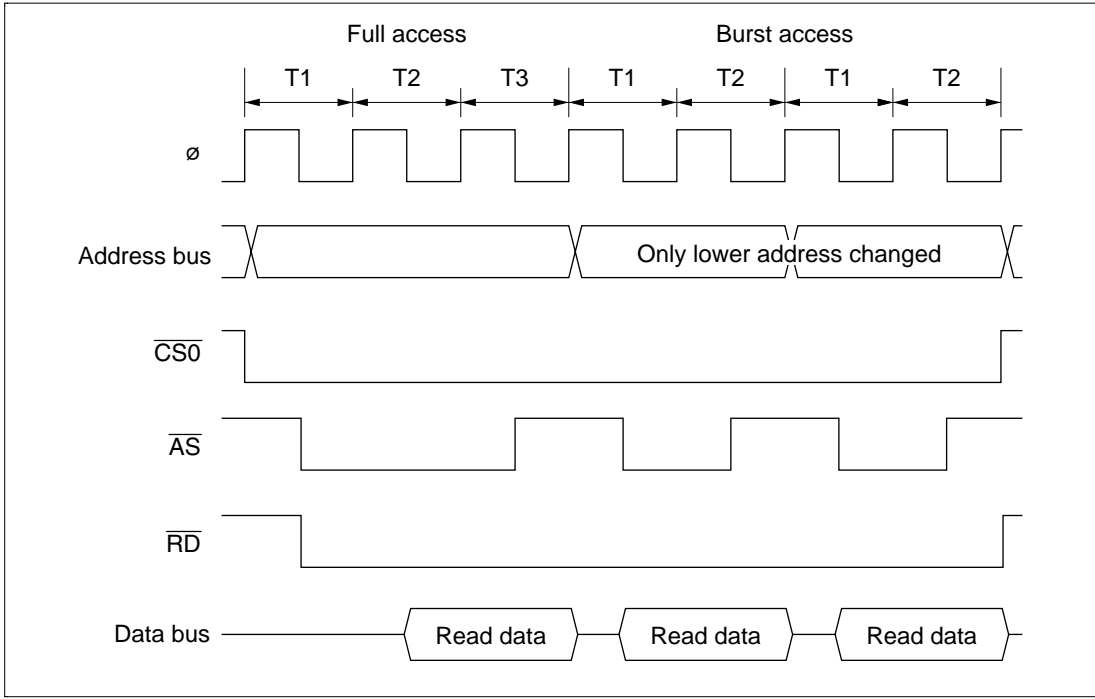 Full access Burst access
T1 T2 T3 T1 T2 T1 T2
ø
Address bus Only lower address changed
CS0
AS
RD
Data bus Read data Read data Read data